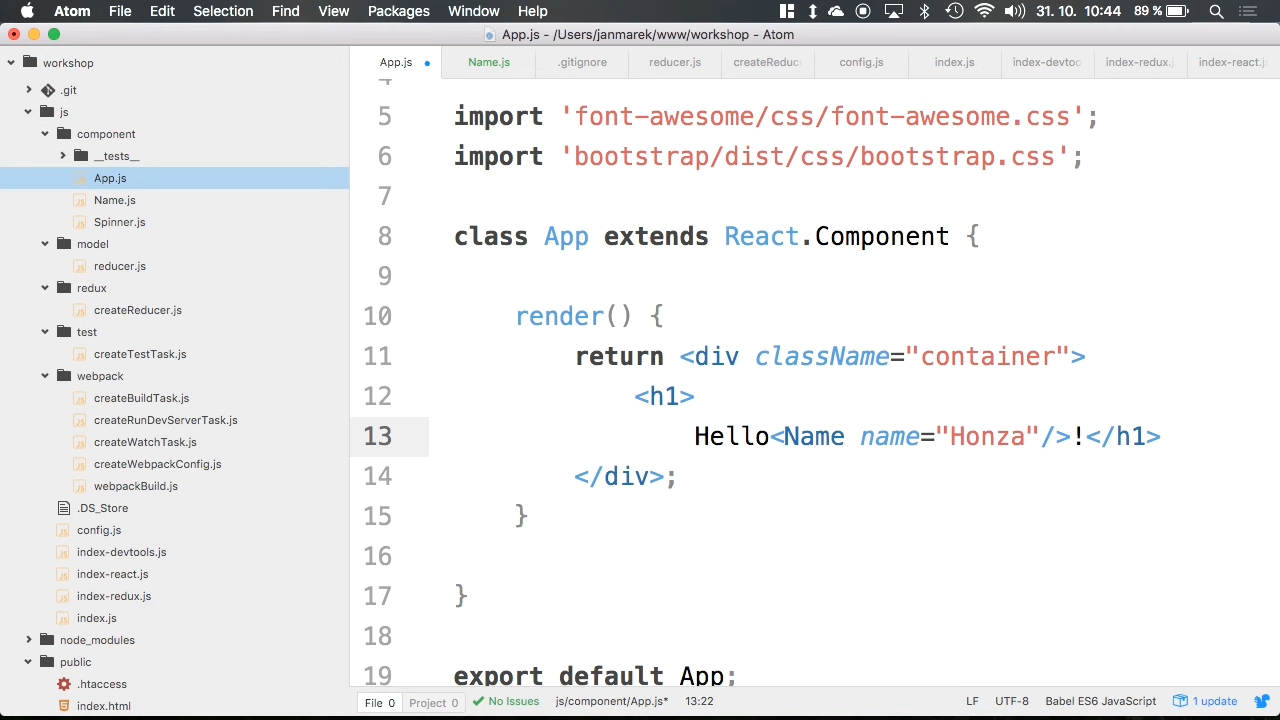 Atom File Edit Selection Find View Packages Window Help 31. 10. 10:44 89 %
App.js - /Users/janmarek/www/workshop - Atom
workshop
.git
js
component
__tests__
App.js
Name.js
Spinner.js
model
reducer.js
redux
createReducer.js
test
createTestTask.js
webpack
createBuildTask.js
createRunDevServerTask.js
createWatchTask.js
createWebpackConfig.js
webpackBuild.js
.DS_Store
config.js
index-devtools.js
index-react.js
index-redux.js
index.js
node_modules
public
.htaccess
index.html
App.js Name.js .gitignore reducer.js createReduc config.js index.js index-devtoo index-redux. index-react.j
4
5 import 'font-awesome/css/font-awesome.css';
6 import 'bootstrap/dist/css/bootstrap.css';
7
8 class App extends React.Component {
9
10 render() {
11 return <div className="container">
12 <h1>
13 Hello<Name name="Honza"/>!</h1>
14 </div>;
15 }
16
17 }
18
19 export default App;
File 0 Project 0 No Issues js/component/App.js* 13:22 LF UTF-8 Babel ES6 JavaScript 1 update